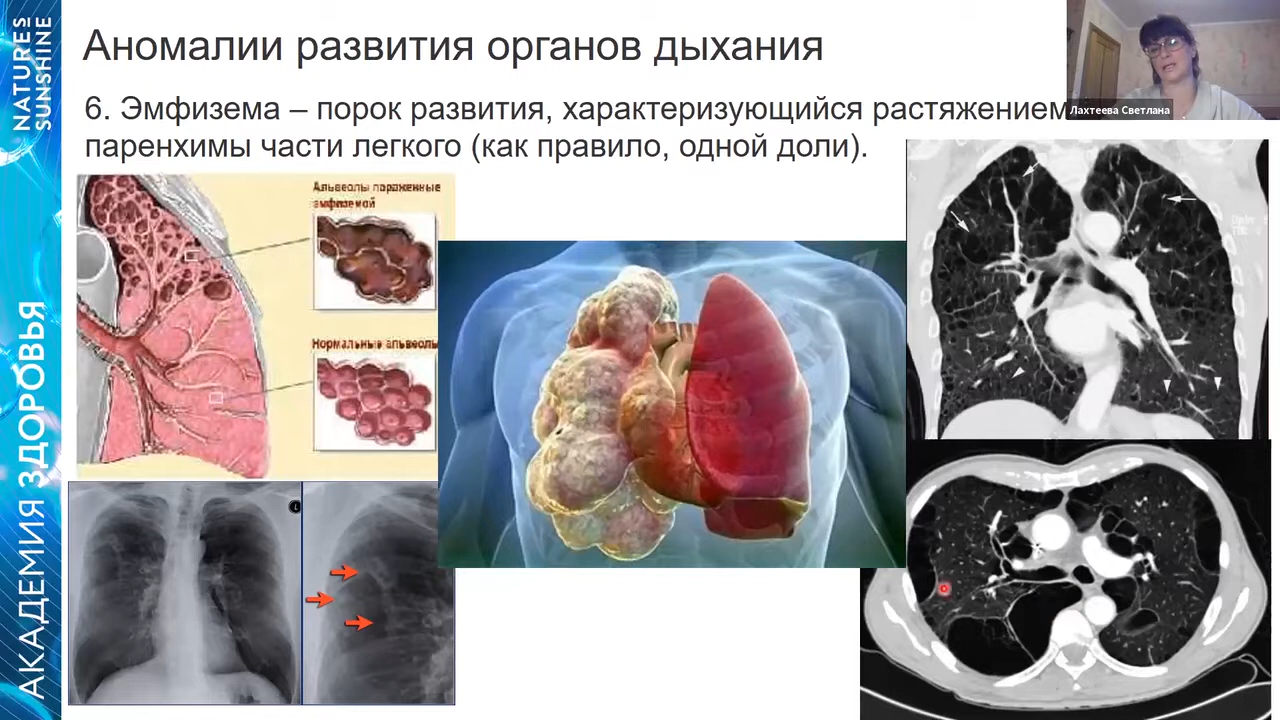 NATURE'S
SUNSHINE
АКАДЕМИЯ ЗДОРОВЬЯ
Аномалии развития органов дыхания
6. Эмфизема – порок развития, характеризующийся растяжением
паренхимы части легкого (как правило, одной доли).
Лахтеева Светлана
Альвеолы пораженные
эмфиземой
Нормальные альвеолы
L